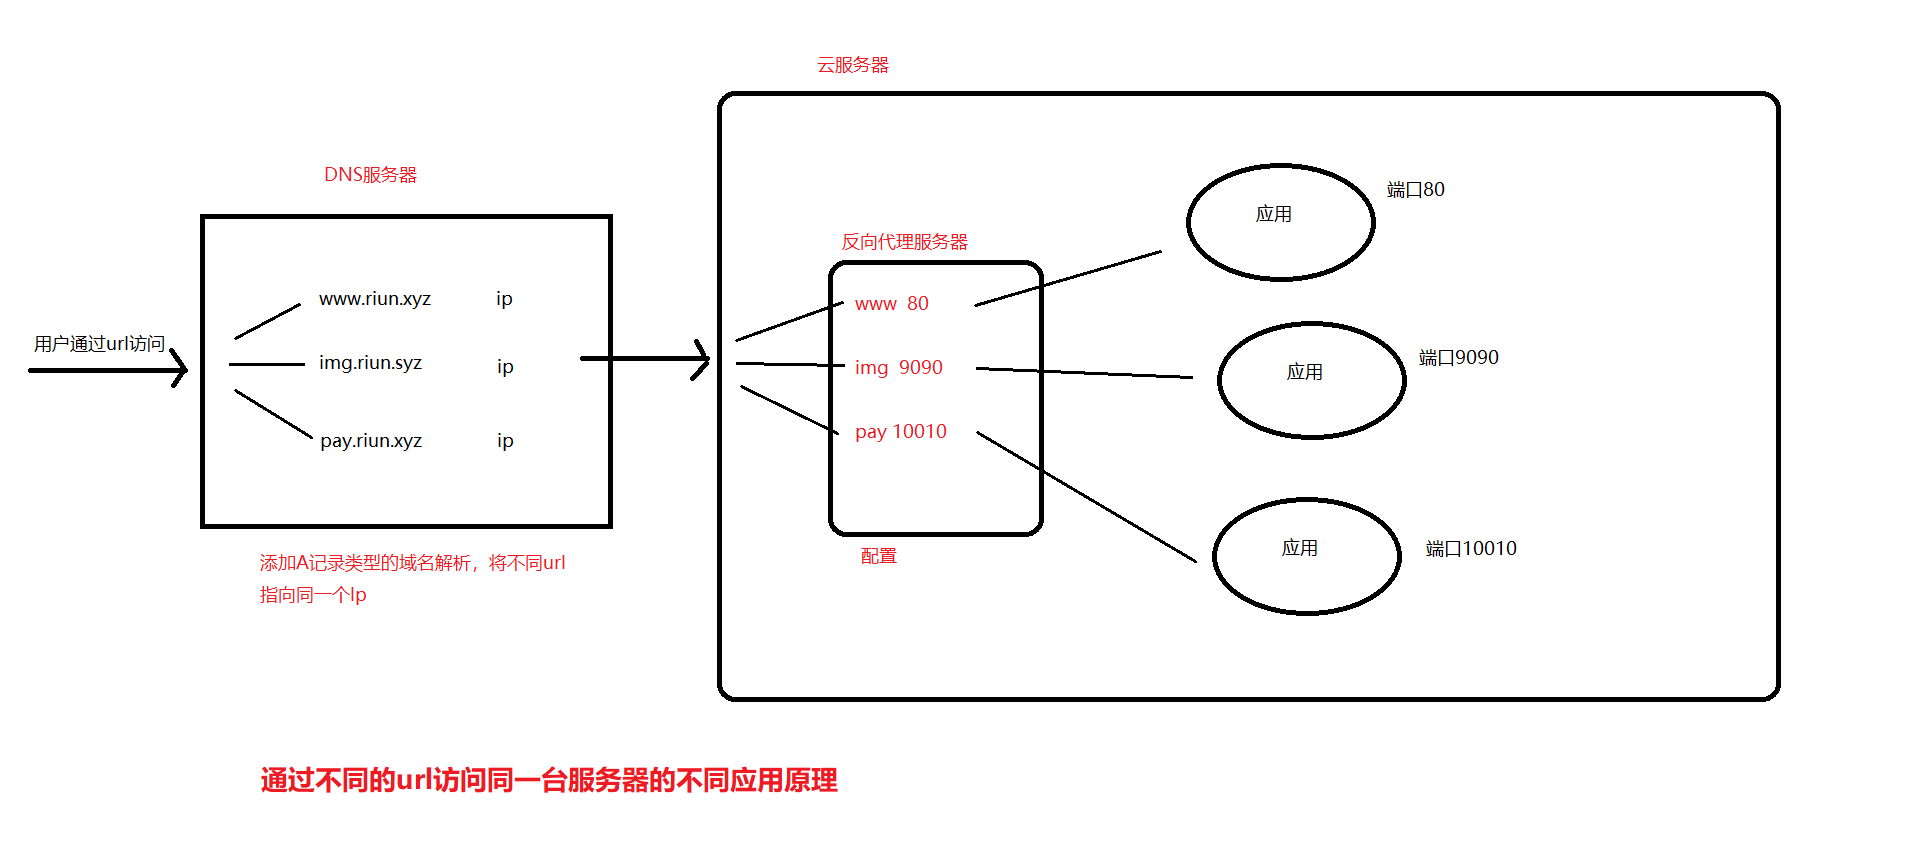 云服务器
DNS服务器
端口80
应用
反向代理服务器
www.riun.xyz ip
www 80
用户通过url访问
img.riun.syz ip
img 9090
应用
端口9090
pay.riun.xyz ip
pay 10010
应用
端口10010
配置
添加A记录类型的域名解析，将不同url
指向同一个Ip
通过不同的url访问同一台服务器的不同应用原理